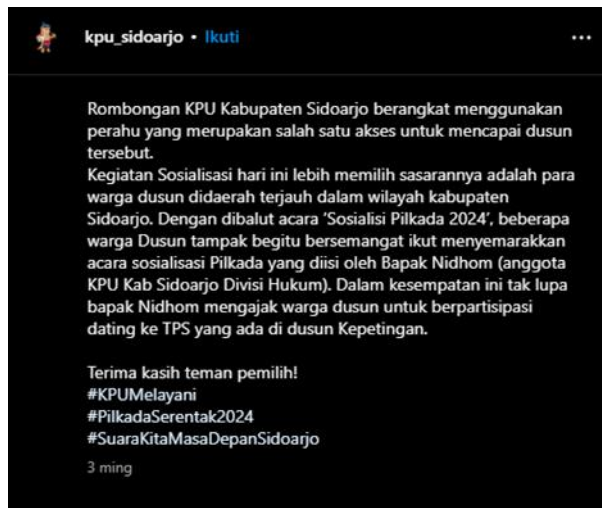 kpu_sidoarjo • Ikuti
Rombongan KPU Kabupaten Sidoarjo berangkat menggunakan
perahu yang merupakan salah satu akses untuk mencapai dusun
tersebut.
Kegiatan Sosialisasi hari ini lebih memilih sasarannya adalah para
warga dusun didaerah terjauh dalam wilayah kabupaten
Sidoarjo. Dengan dibalut acara ‘Sosialisi Pilkada 2024’, beberapa
warga Dusun tampak begitu bersemangat ikut menyemarakkan
acara sosialisasi Pilkada yang diisi oleh Bapak Nidhom (anggota
KPU Kab Sidoarjo Divisi Hukum). Dalam kesempatan ini tak lupa
bapak Nidhom mengajak warga dusun untuk berpartisipasi
dating ke TPS yang ada di dusun Kepetingan.
Terima kasih teman pemilih!
#KPUMelayani
#PilkadaSerentak2024
#SuaraKitaMasaDepanSidoarjo
3 ming